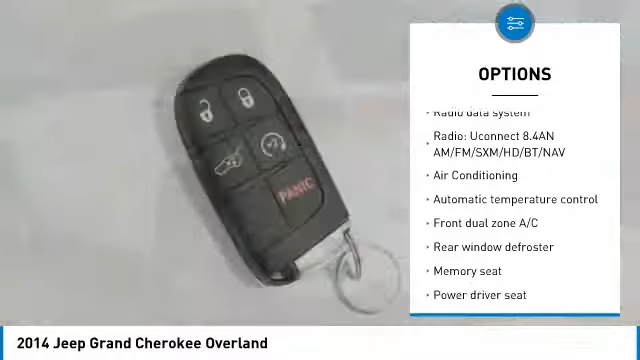 OPTIONS
Radio data system
Radio: Uconnect 8.4AN
AM/FM/SXM/HD/BT/NAV
Air Conditioning
Automatic temperature control
Front dual zone A/C
Rear window defroster
Memory seat
Power driver seat
PANIC
2014 Jeep Grand Cherokee Overland